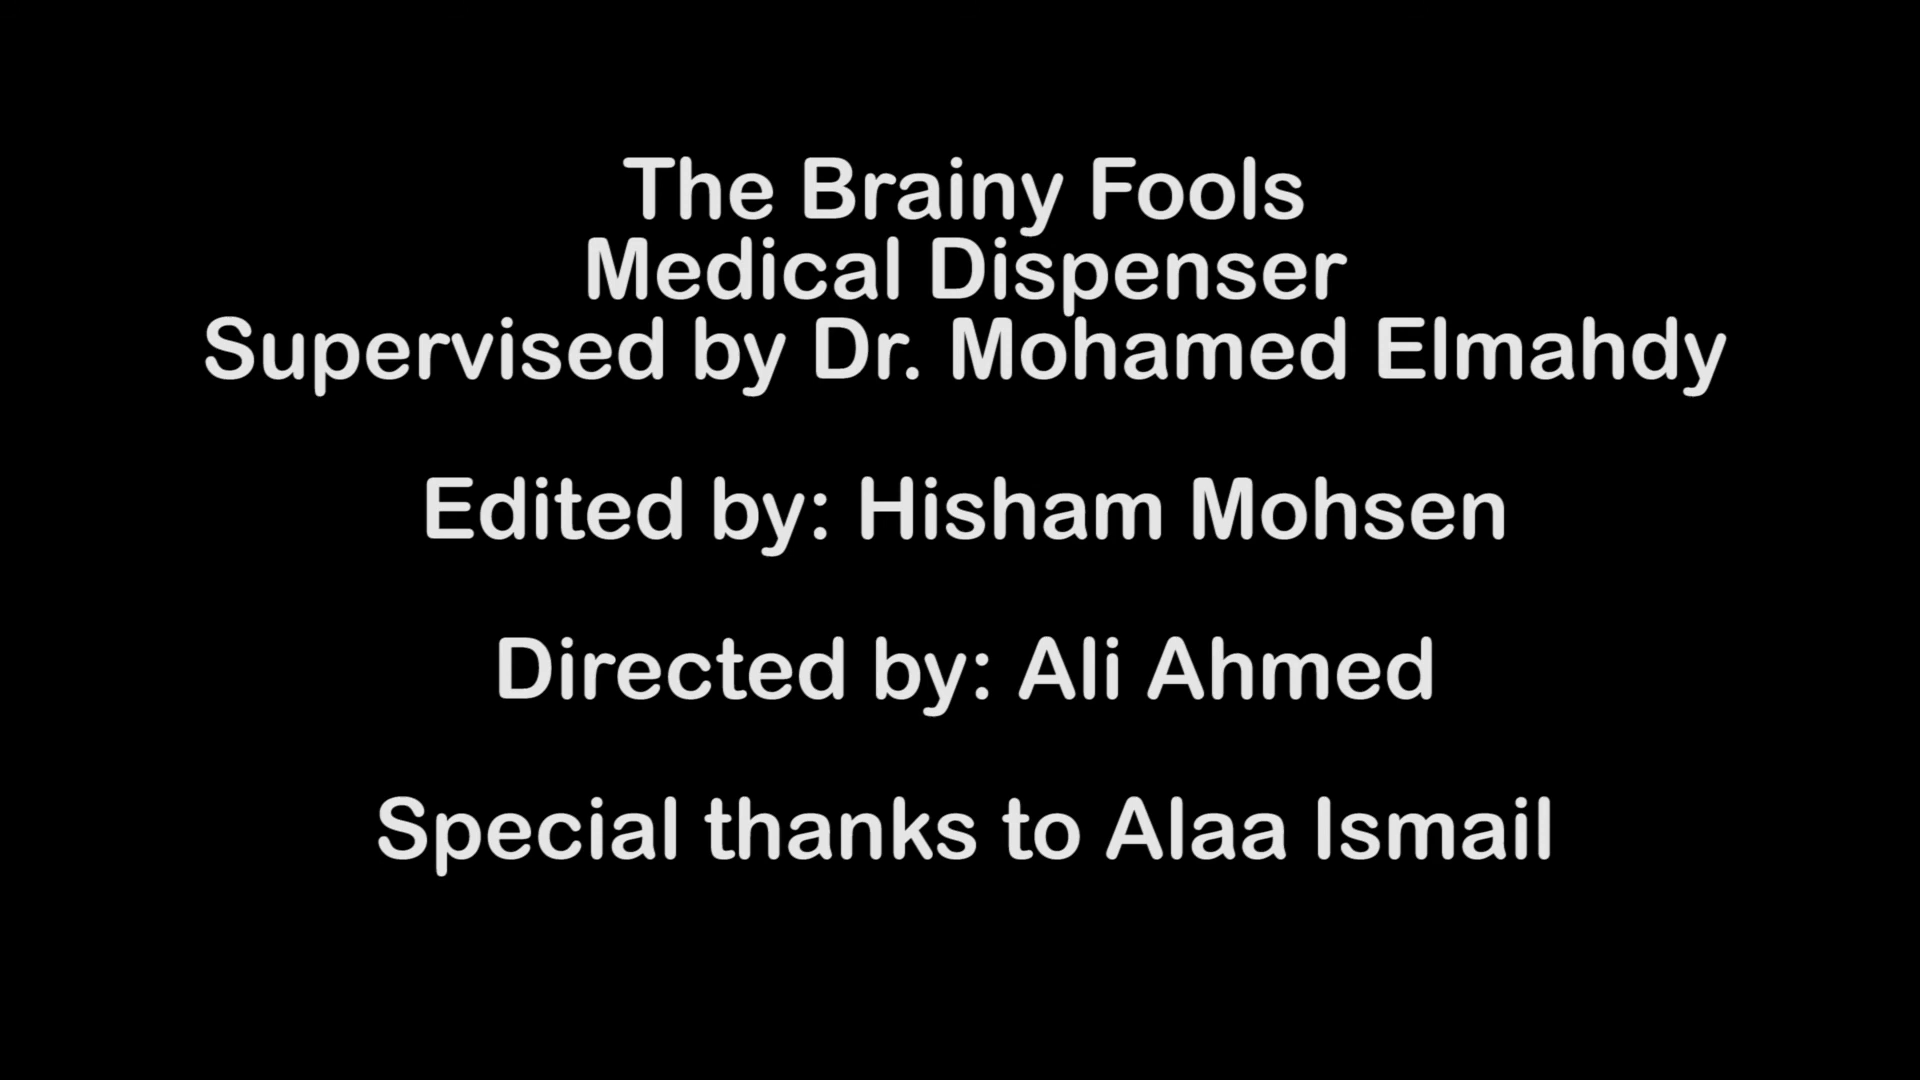 The Brainy Fools
Medical Dispenser
Supervised by Dr. Mohamed Elmahdy
Edited by: Hisham Mohsen
Directed by: Ali Ahmed
Special thanks to Alaa Ismail